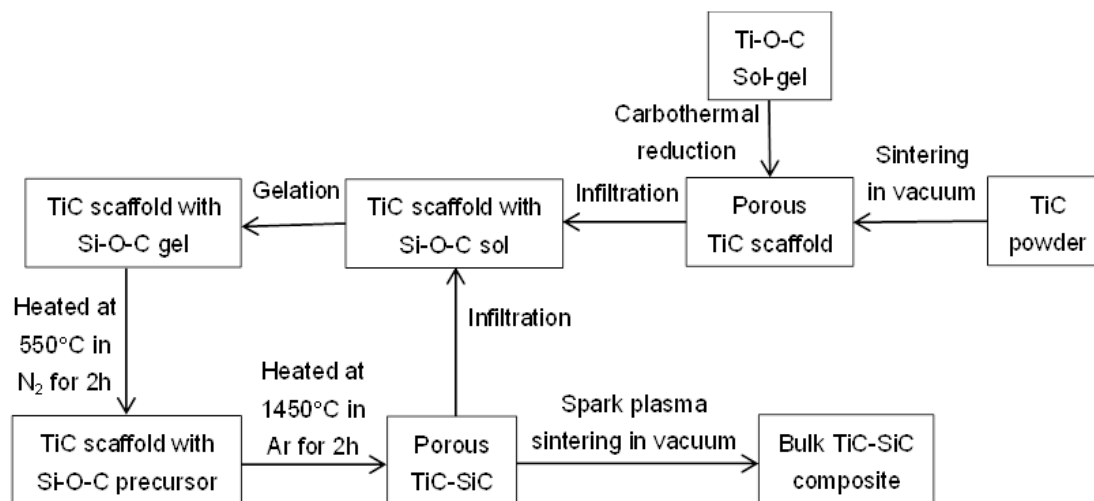 Ti-O-C
Sol-gel
Carbothermal
reduction
Sintering
in vacuum
TiC
powder
Porous
TiC scaffold
Infiltration
TiC scaffold with
Si-O-C sol
Gelation
TiC scaffold with
Si-O-C gel
Heated at
550°C in
N₂ for 2h
TiC scaffold with
Si-O-C precursor
Heated at
1450°C in
Ar for 2h
Porous
TiC-SiC
Infiltration
Spark plasma
sintering in vacuum
Bulk TiC-SiC
composite